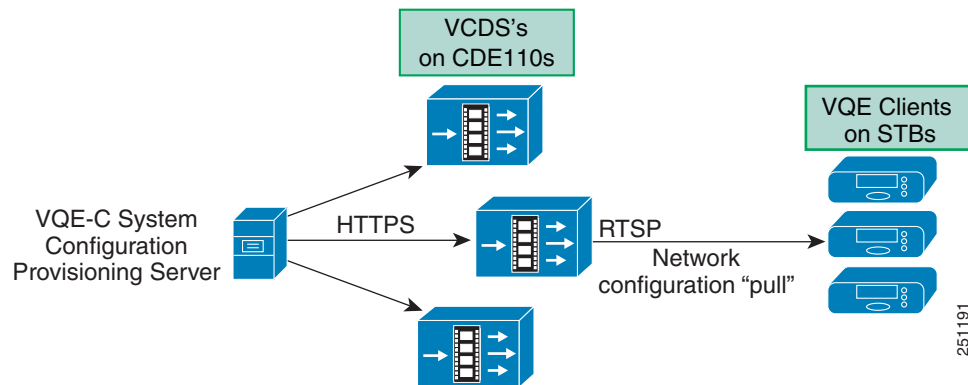 VCDS's
on CDE110s
VQE Clients
on STBs
VQE-C System
Configuration
Provisioning Server
HTTPS
RTSP
Network
configuration “pull”
251191